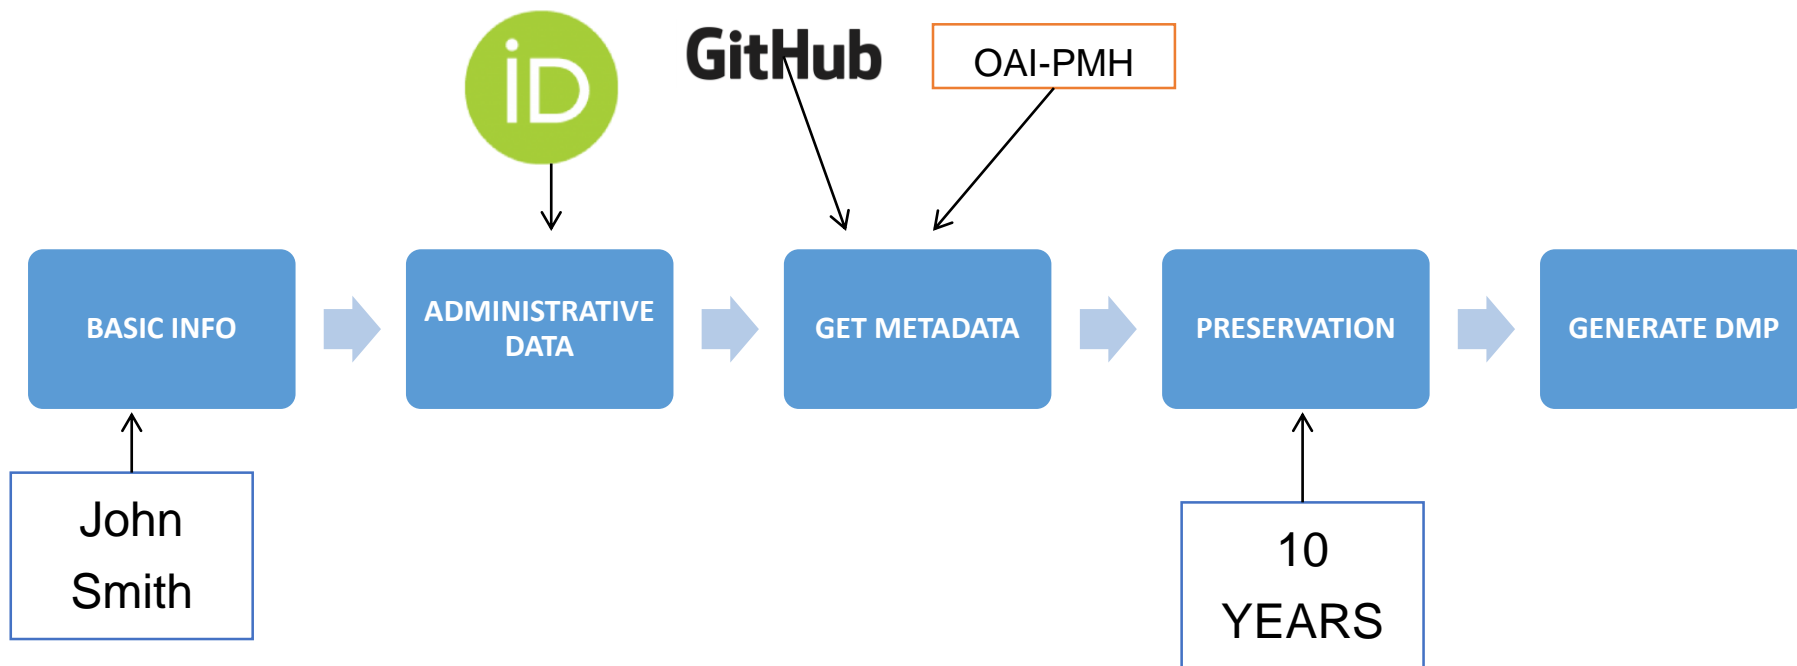 iD
GitHub
OAI-PMH
BASIC INFO
ADMINISTRATIVE
DATA
GET METADATA
PRESERVATION
GENERATE DMP
John
Smith
10
YEARS